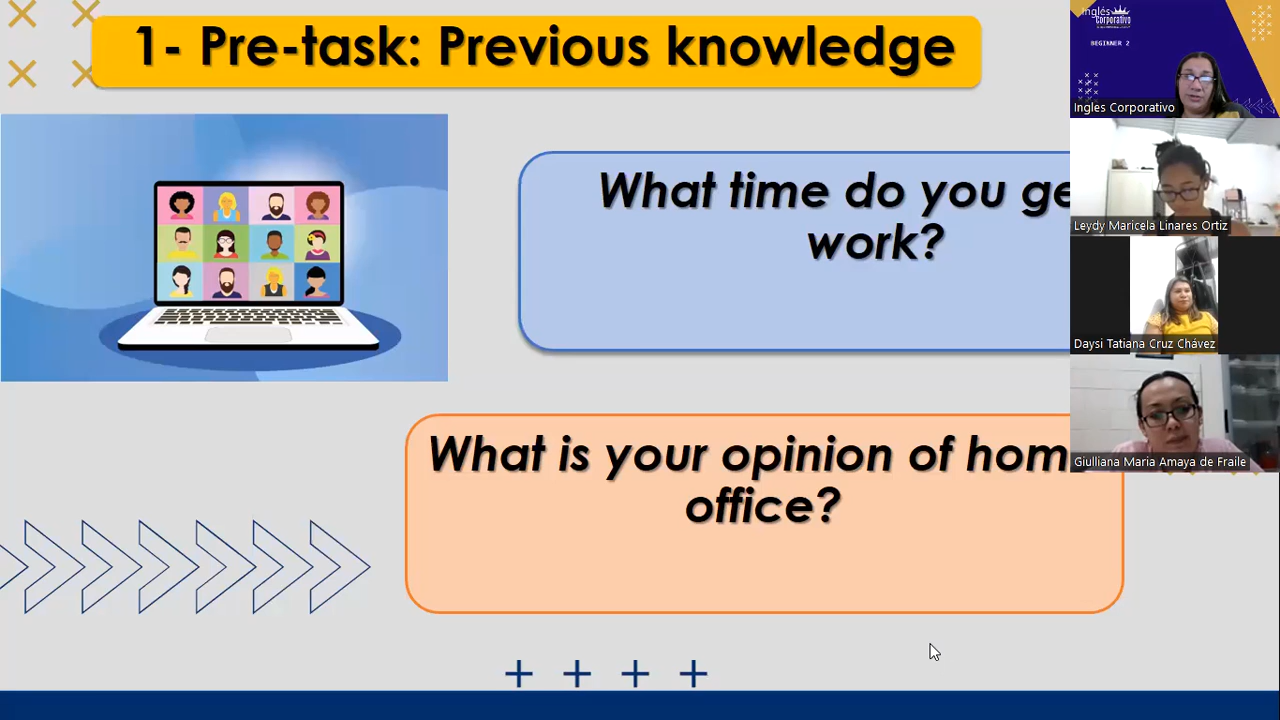 1- Pre-task: Previous knowledge
What time do you ge
work?
What is your opinion of hom
office?
Inglés
Corporativo
BEGINNER 2
Ingles Corporativo
Leydy Maricela Linares Ortiz
Daysi Tatiana Cruz Chávez
Giulliana Maria Amaya de Fraile